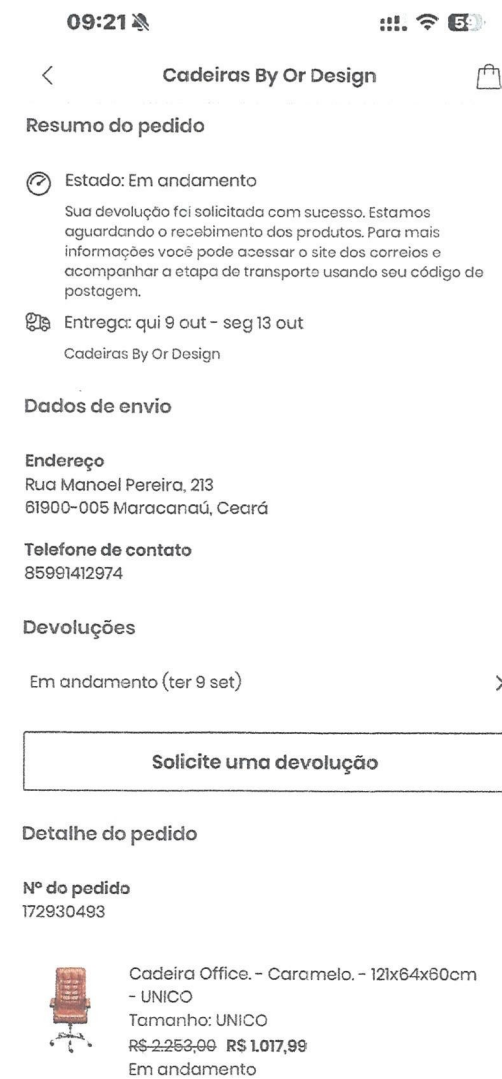 09:21
59
Cadeiras By Or Design
Resumo do pedido
Estado: Em andamento
Sua devolução foi solicitada com sucesso. Estamos
aguardando o recebimento dos produtos. Para mais
informações você pode acessar o site dos correios e
acompanhar a etapa de transporte usando seu código de
postagem.
Entrega: qui 9 out - seg 13 out
Cadeiras By Or Design
Dados de envio
Endereço
Rua Manoel Pereira, 213
61900-005 Maracanaú, Ceará
Telefone de contato
85991412974
Devoluções
Em andamento (ter 9 set)
Solicite uma devolução
Detalhe do pedido
Nº do pedido
172930493
Cadeira Office. - Caramelo. - 121x64x60cm
- UNICO
Tamanho: UNICO
R$ 2.253,00 R$ 1.017,99
Em andamento